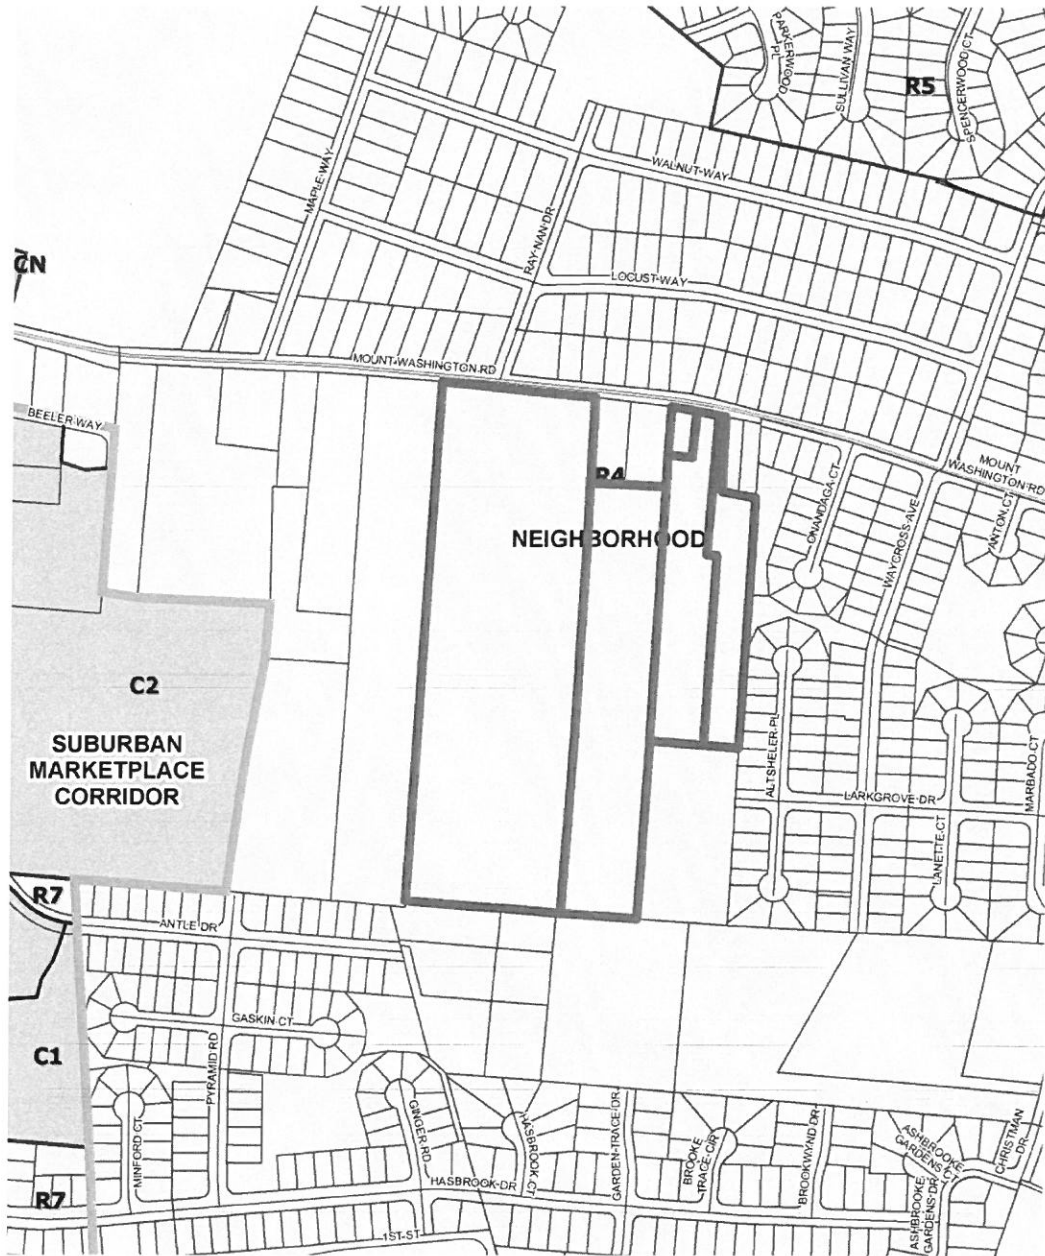 PARKERWOOD
PL
SULLIVAN WAY
SPENCERWOOD CT
R5
WALNUT WAY
MAPLE WAY
RAY NAN DR
LOCUST WAY
CN
MOUNT WASHINGTON RD
BEELER WAY
MOUNT
WASHINGTON RD
R4
ONANDAGA CT
WAYCROSS AVE
YANTON CT
NEIGHBORHOOD
C2
SUBURBAN
MARKETPLACE
CORRIDOR
ALTSHELER PL
LARKGROVE DR
LANETTE CT
MARBADO CT
R7
ANTLE DR
GASKIN CT
PYRAMID RD
C1
MINFORD CT
GINGER RD
HASBROOK CT
GARDEN TRACE DR
BROOKE
TRACE CIR
BROOKWYND DR
ASHBROOKE
GARDENS CT
CHRISTMAN
DR
R7
HASBROOK DR
ASHBROOKE
GARDENS DR
1ST ST